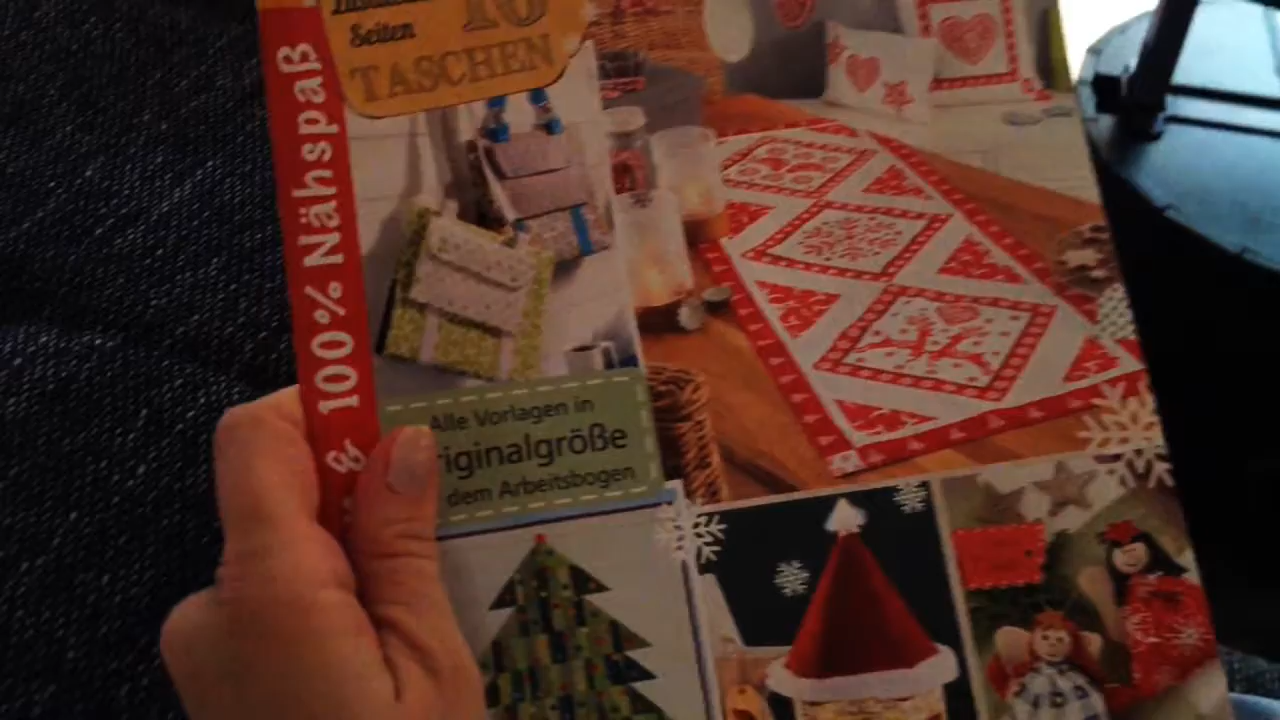 Seiten
TASCHEN
& 100% Nähspaß
Alle Vorlagen in
riginalgröße
dem Arbeitsbogen